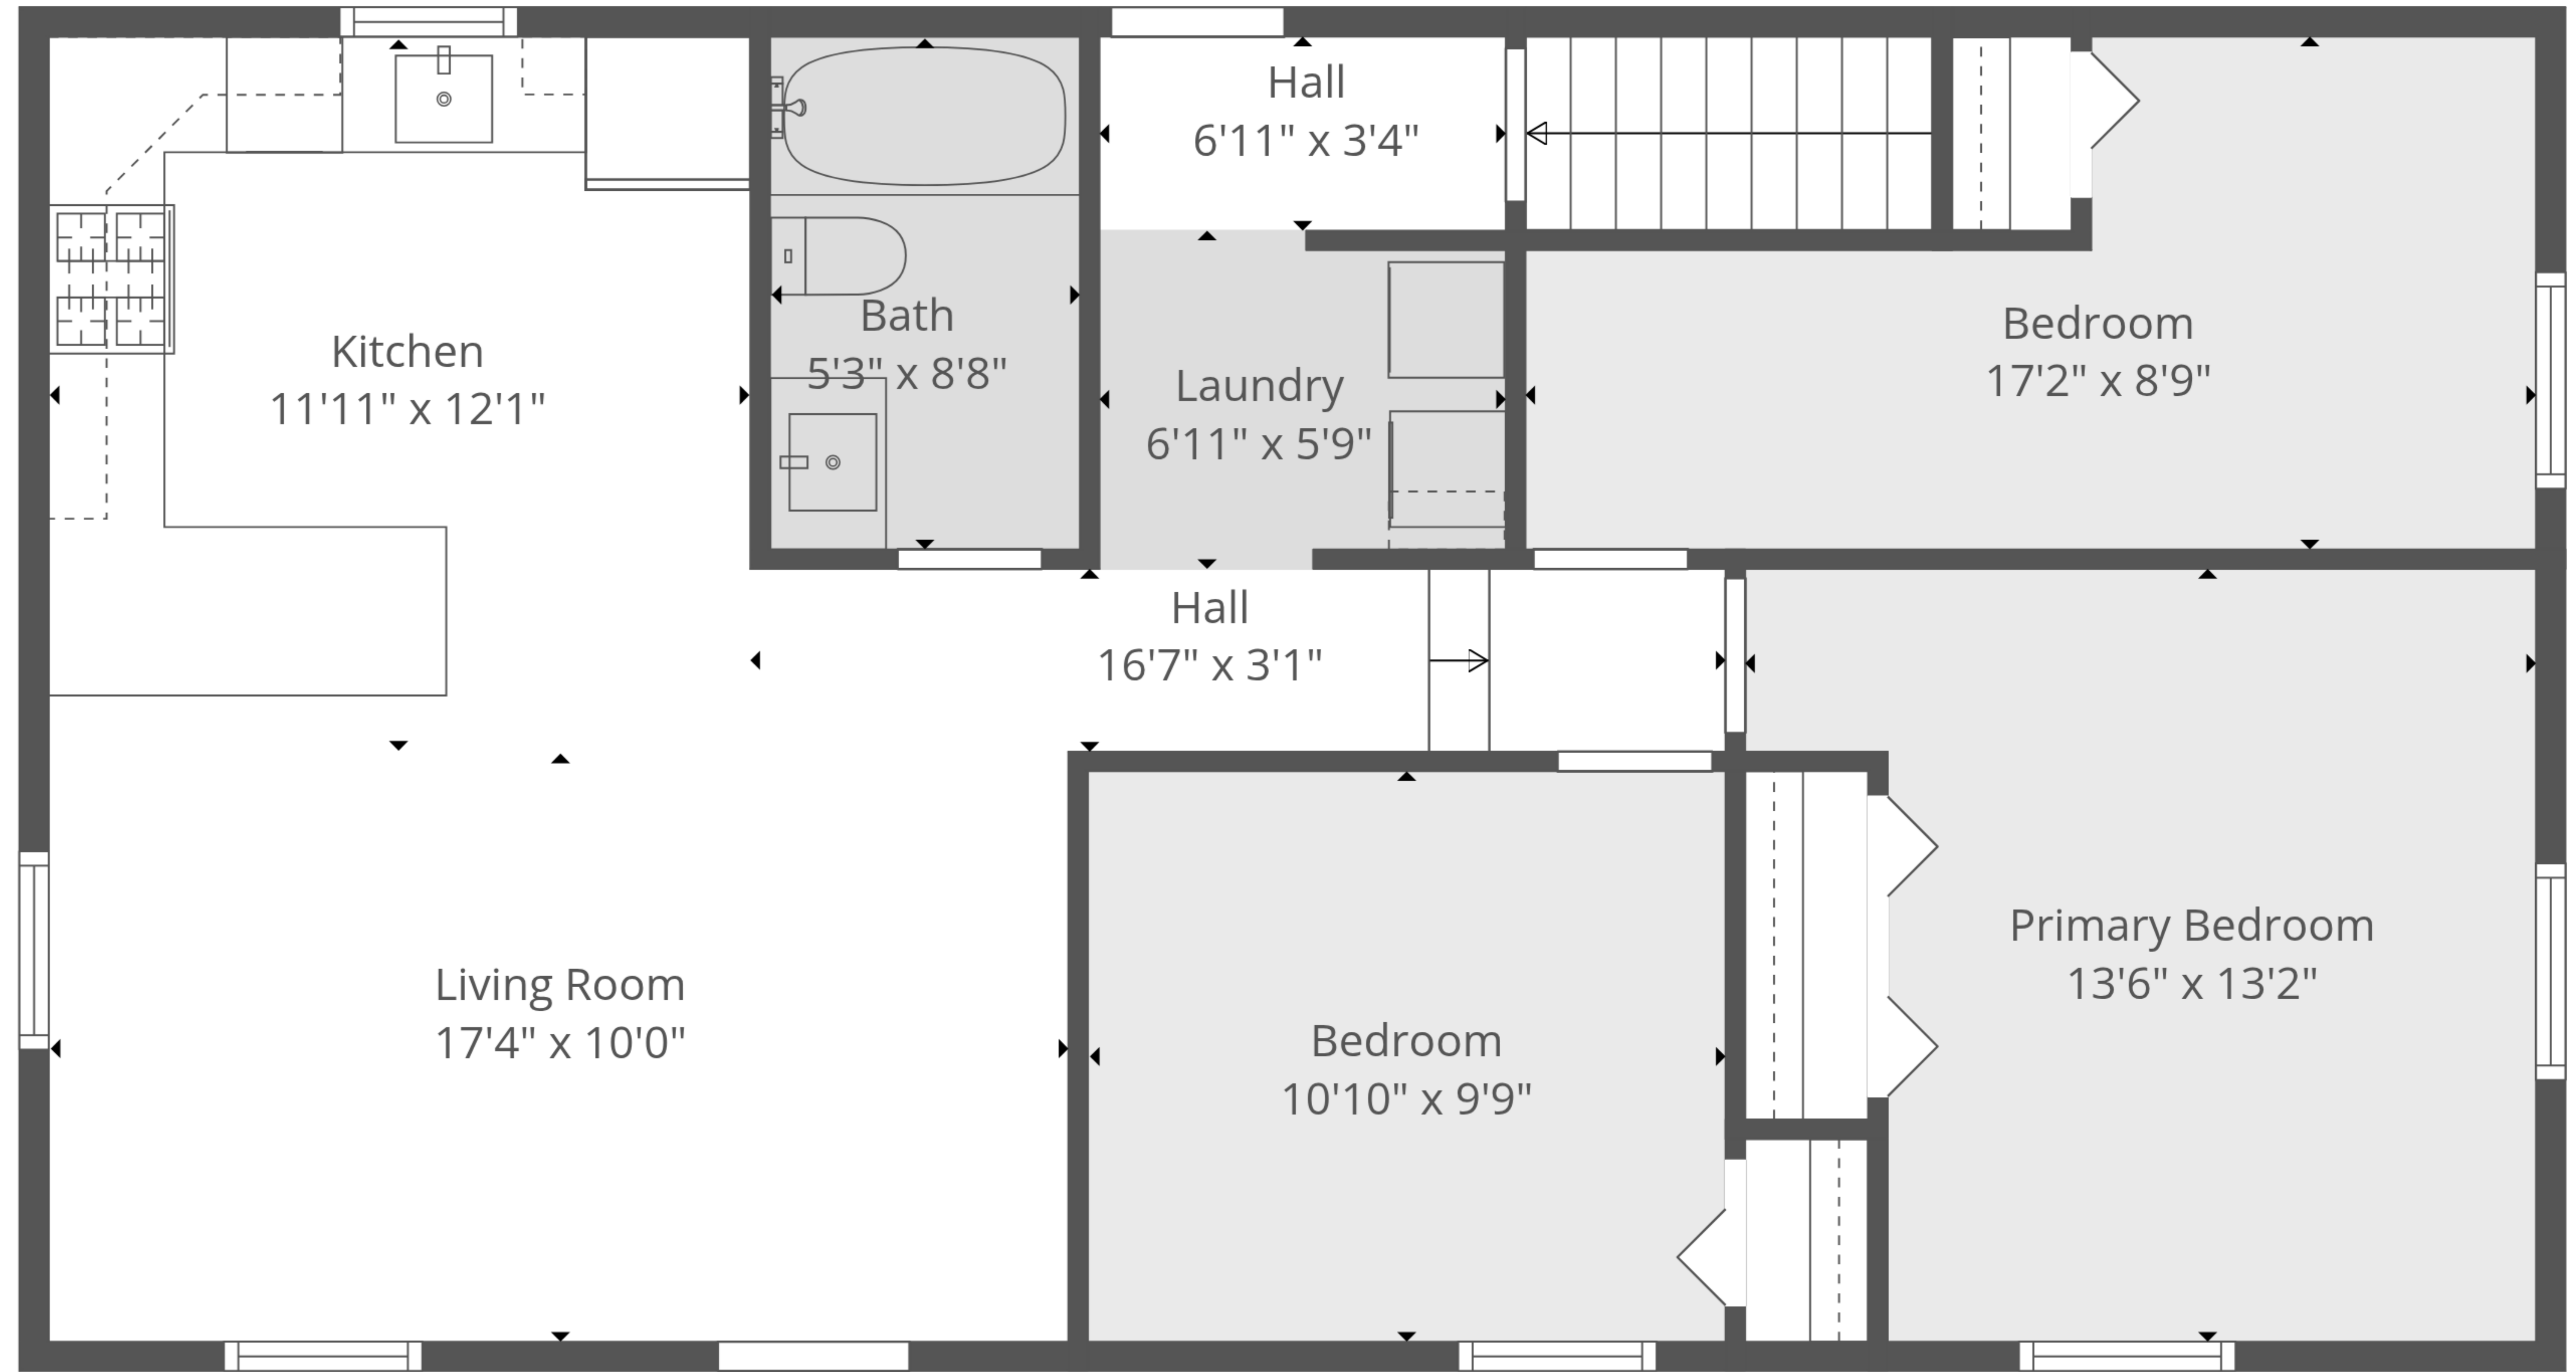 Hall
6'11" x 3'4"
Kitchen
11'11" x 12'1"
Bath
5'3" x 8'8"
Laundry
6'11" x 5'9"
Bedroom
17'2" x 8'9"
Hall
16'7" x 3'1"
Living Room
17'4" x 10'0"
Bedroom
10'10" x 9'9"
Primary Bedroom
13'6" x 13'2"